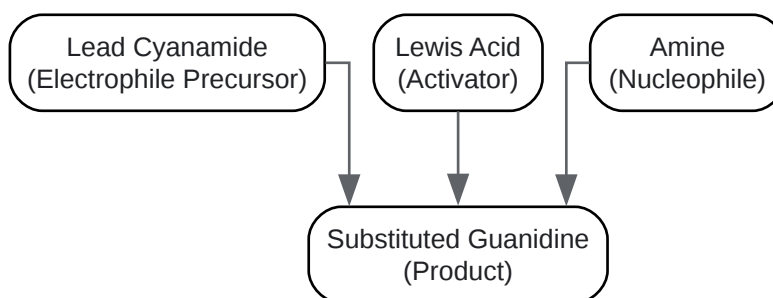 Lead Cyanamide
(Electrophile Precursor)
Lewis Acid
(Activator)
Amine
(Nucleophile)
Substituted Guanidine
(Product)